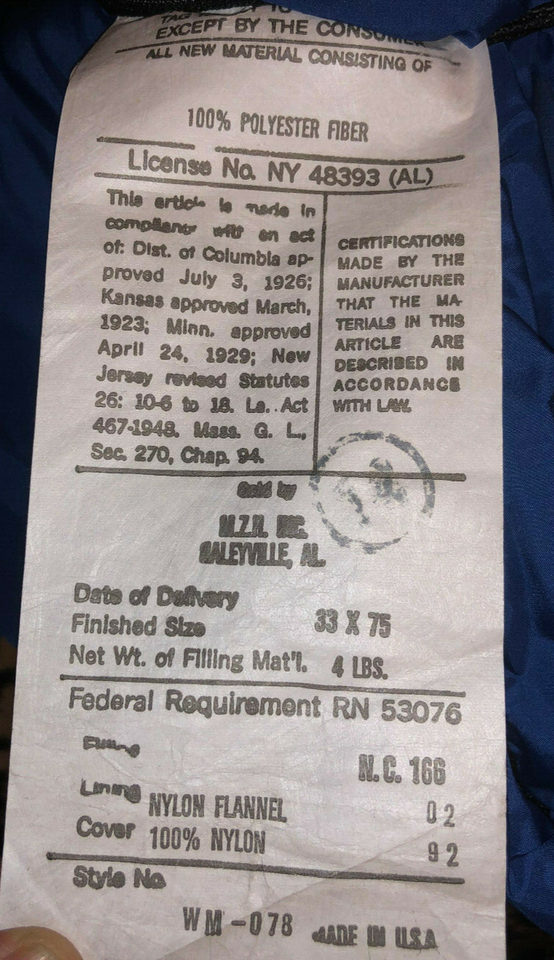 EXCEPT BY THE CONSUMER
ALL NEW MATERIAL CONSISTING OF
100% POLYESTER FIBER
License No. NY 48393 (AL)
This article is made in
compliance with an act
of: Dist. of Columbia ap-
proved July 3, 1926;
Kansas approved March,
1923; Minn. approved
April 24, 1929; New
Jersey revised Statutes
26: 10-6 to 18. La. Act
467-1948. Mass. G. L.,
Sec. 270, Chap. 94.
CERTIFICATIONS
MADE BY THE
MANUFACTURER
THAT THE MA-
TERIALS IN THIS
ARTICLE ARE
DESCRIBED IN
ACCORDANCE
WITH LAW.
Sold by
INC.
HALEYVILLE, AL.
Date of Delivery
Finished Size 33 X 75
Net Wt. of Filling Mat'l. 4 LBS.
Federal Requirement RN 53076
Filling
N.C. 166
Lining NYLON FLANNEL 02
Cover 100% NYLON 92
Style No
WM-078 MADE IN U.S.A